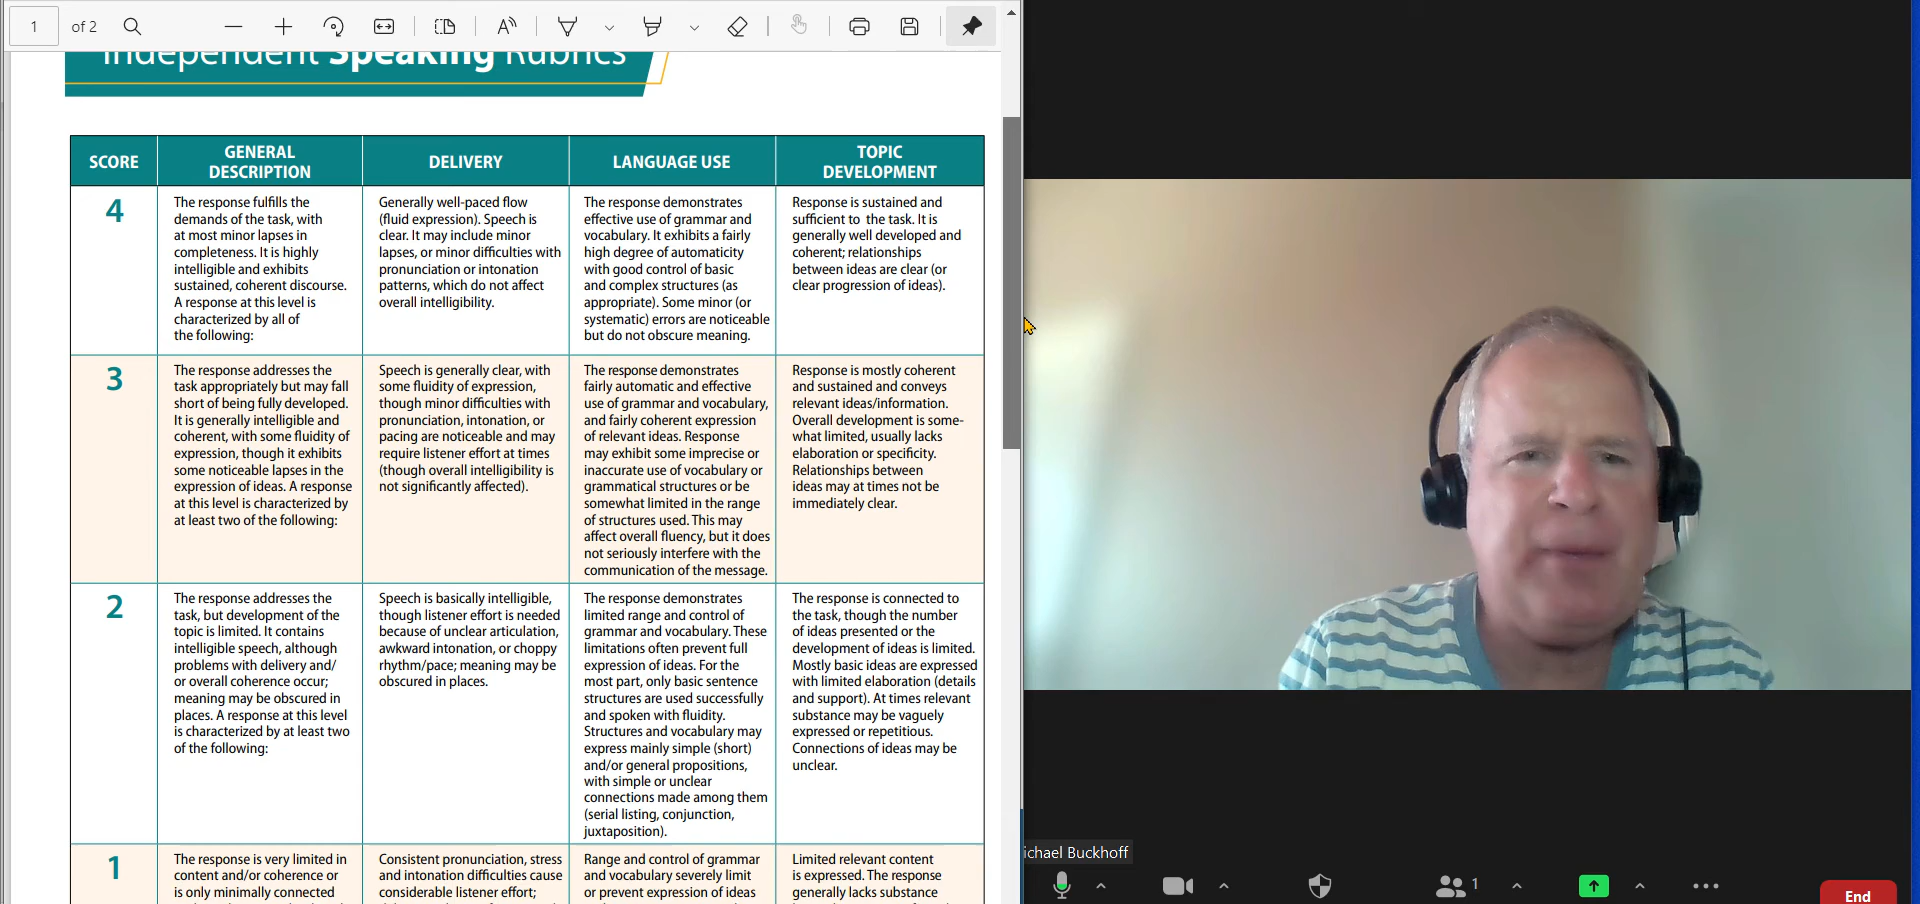 1 of 2
Independent Speaking Rubrics
SCORE
GENERAL
DESCRIPTION
DELIVERY
LANGUAGE USE
TOPIC
DEVELOPMENT
4
The response fulfills the
demands of the task, with
at most minor lapses in
completeness. It is highly
intelligible and exhibits
sustained, coherent discourse.
A response at this level is
characterized by all of
the following:
Generally well-paced flow
(fluid expression). Speech is
clear. It may include minor
lapses, or minor difficulties with
pronunciation or intonation
patterns, which do not affect
overall intelligibility.
The response demonstrates
effective use of grammar and
vocabulary. It exhibits a fairly
high degree of automaticity
with good control of basic
and complex structures (as
appropriate). Some minor (or
systematic) errors are noticeable
but do not obscure meaning.
Response is sustained and
sufficient to the task. It is
generally well developed and
coherent; relationships
between ideas are clear (or
clear progression of ideas).
3
The response addresses the
task appropriately but may fall
short of being fully developed.
It is generally intelligible and
coherent, with some fluidity of
expression, though it exhibits
some noticeable lapses in the
expression of ideas. A response
at this level is characterized by
at least two of the following:
Speech is generally clear, with
some fluidity of expression,
though minor difficulties with
pronunciation, intonation, or
pacing are noticeable and may
require listener effort at times
(though overall intelligibility is
not significantly affected).
The response demonstrates
fairly automatic and effective
use of grammar and vocabulary,
and fairly coherent expression
of relevant ideas. Response
may exhibit some imprecise or
inaccurate use of vocabulary or
grammatical structures or be
somewhat limited in the range
of structures used. This may
affect overall fluency, but it does
not seriously interfere with the
communication of the message.
Response is mostly coherent
and sustained and conveys
relevant ideas/information.
Overall development is some-
what limited, usually lacks
elaboration or specificity.
Relationships between
ideas may at times not be
immediately clear.
2
The response addresses the
task, but development of the
topic is limited. It contains
intelligible speech, although
problems with delivery and/
or overall coherence occur;
meaning may be obscured in
places. A response at this level
is characterized by at least two
of the following:
Speech is basically intelligible,
though listener effort is needed
because of unclear articulation,
awkward intonation, or choppy
rhythm/pace; meaning may be
obscured in places.
The response demonstrates
limited range and control of
grammar and vocabulary. These
limitations often prevent full
expression of ideas. For the
most part, only basic sentence
structures are used successfully
and spoken with fluidity.
Structures and vocabulary may
express mainly simple (short)
and/or general propositions,
with simple or unclear
connections made among them
(serial listing, conjunction,
juxtaposition).
The response is connected to
the task, though the number
of ideas presented or the
development of ideas is limited.
Mostly basic ideas are expressed
with limited elaboration (details
and support). At times relevant
substance may be vaguely
expressed or repetitious.
Connections of ideas may be
unclear.
1
The response is very limited in
content and/or coherence or
is only minimally connected
Consistent pronunciation, stress
and intonation difficulties cause
considerable listener effort;
Range and control of grammar
and vocabulary severely limit
or prevent expression of ideas
Limited relevant content
is expressed. The response
generally lacks substance
ichael Buckhoff
1
End